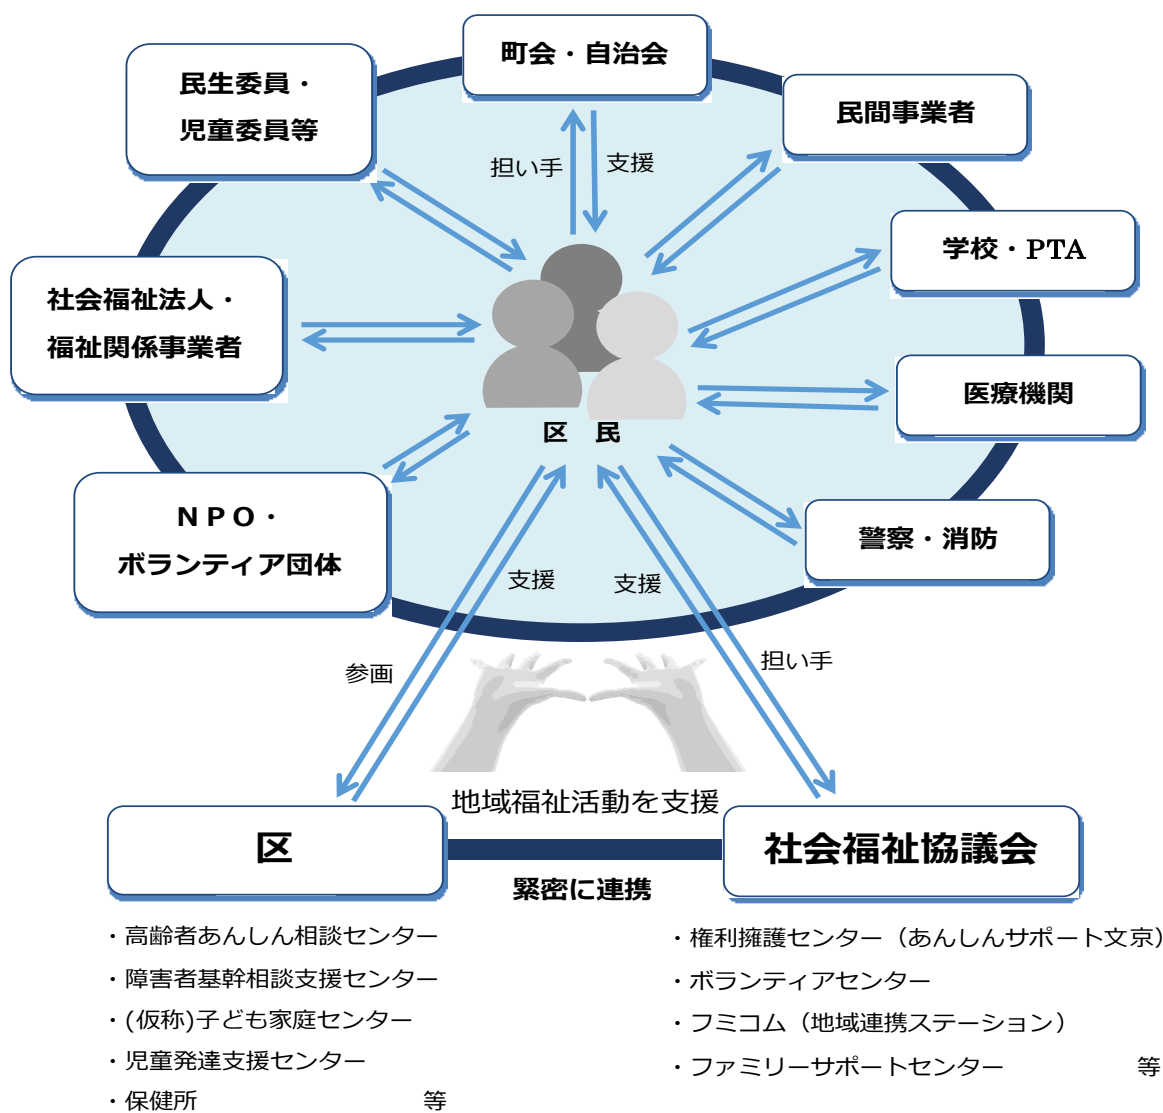 町会・自治会
民生委員・
児童委員等
民間事業者
担い手
支援
学校・PTA
社会福祉法人・
福祉関係事業者
医療機関
区　民
ＮＰＯ・
ボランティア団体
警察・消防
支援
支援
参画
担い手
地域福祉活動を支援
区
社会福祉協議会
緊密に連携
・高齢者あんしん相談センター
・障害者基幹相談支援センター
・(仮称)子ども家庭センター
・児童発達支援センター
・保健所　　　　　　　　　等
・権利擁護センター（あんしんサポート文京）
・ボランティアセンター
・フミコム（地域連携ステーション）
・ファミリーサポートセンター　　　　　等